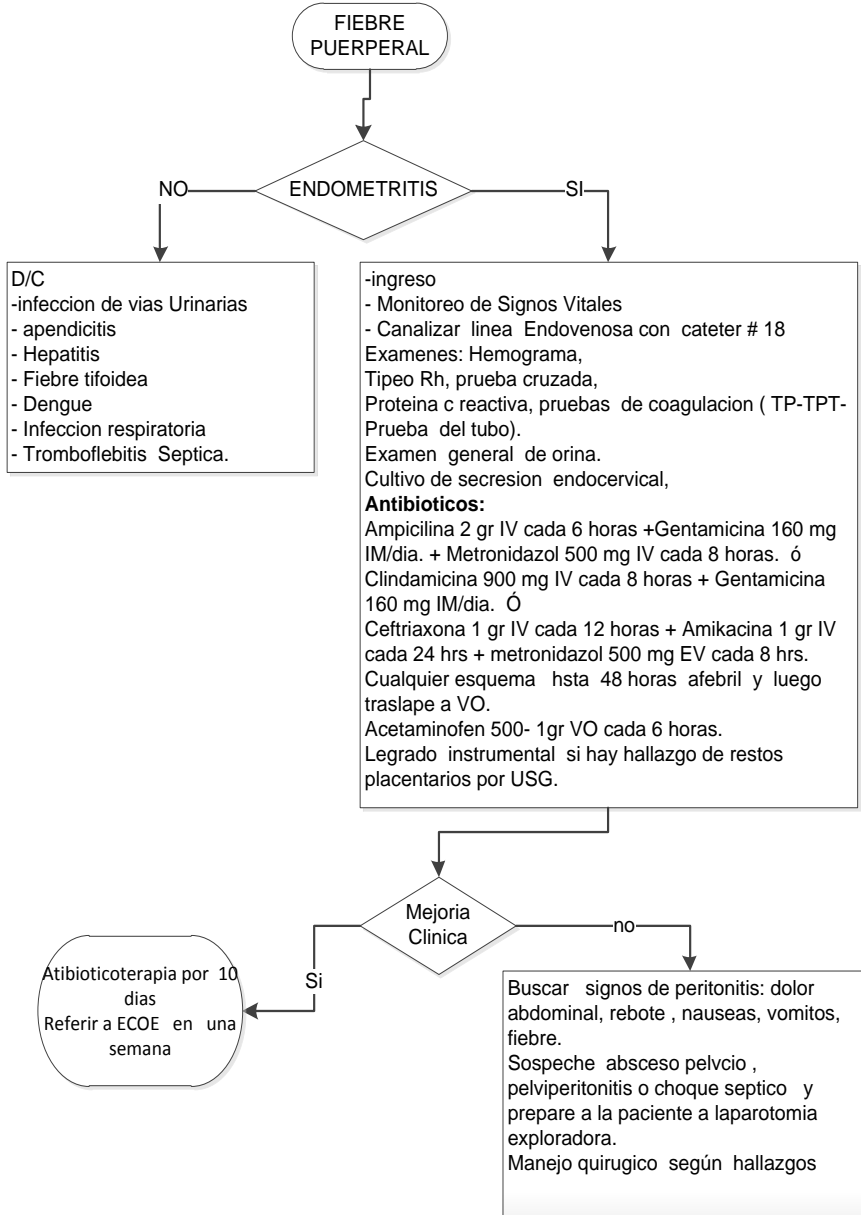 FIEBRE
PUERPERAL
ENDOMETRITIS
NO
SI
D/C
-infeccion de vias Urinarias
- apendicitis
- Hepatitis
- Fiebre tifoidea
- Dengue
- Infeccion respiratoria
- Tromboflebitis Septica.
-ingreso
- Monitoreo de Signos Vitales
- Canalizar linea Endovenosa con cateter # 18
Examenes: Hemograma,
Tipeo Rh, prueba cruzada,
Proteina c reactiva, pruebas de coagulacion ( TP-TPT-
Prueba del tubo).
Examen general de orina.
Cultivo de secresion endocervical,
Antibioticos:
Ampicilina 2 gr IV cada 6 horas +Gentamicina 160 mg
IM/dia. + Metronidazol 500 mg IV cada 8 horas. ó
Clindamicina 900 mg IV cada 8 horas + Gentamicina
160 mg IM/dia. Ó
Ceftriaxona 1 gr IV cada 12 horas + Amikacina 1 gr IV
cada 24 hrs + metronidazol 500 mg EV cada 8 hrs.
Cualquier esquema hsta 48 horas afebril y luego
traslape a VO.
Acetaminofen 500- 1gr VO cada 6 horas.
Legrado instrumental si hay hallazgo de restos
placentarios por USG.
Mejoria
Clinica
Si
no
Atibioticoterapia por 10
dias
Referir a ECOE en una
semana
Buscar signos de peritonitis: dolor
abdominal, rebote , nauseas, vomitos,
fiebre.
Sospeche absceso pelvcio ,
pelviperitonitis o choque septico y
prepare a la paciente a laparotomia
exploradora.
Manejo quirugico según hallazgos